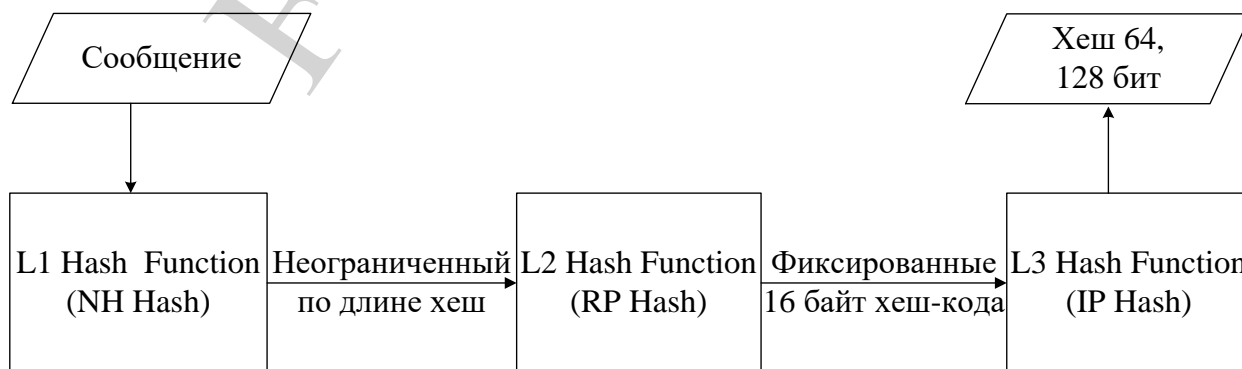 Сообщение
Хеш 64,
128 бит
L1 Hash Function
(NH Hash)
Неограниченный
по длине хеш
L2 Hash Function
(RP Hash)
Фиксированные
16 байт хеш-кода
L3 Hash Function
(IP Hash)